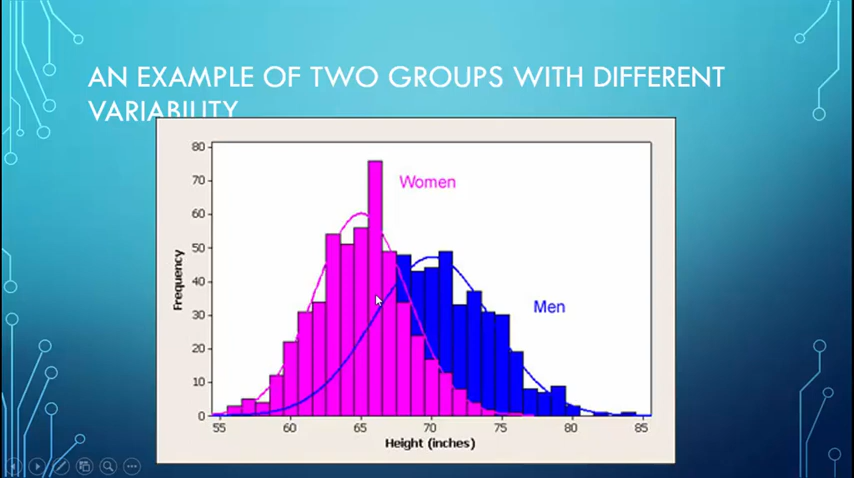 AN EXAMPLE OF TWO GROUPS WITH DIFFERENT
VARIABILITY
80
70
60
50
40
30
20
10
0
Frequency
Women
Men
55 60 65 70 75 80 85
Height (inches)